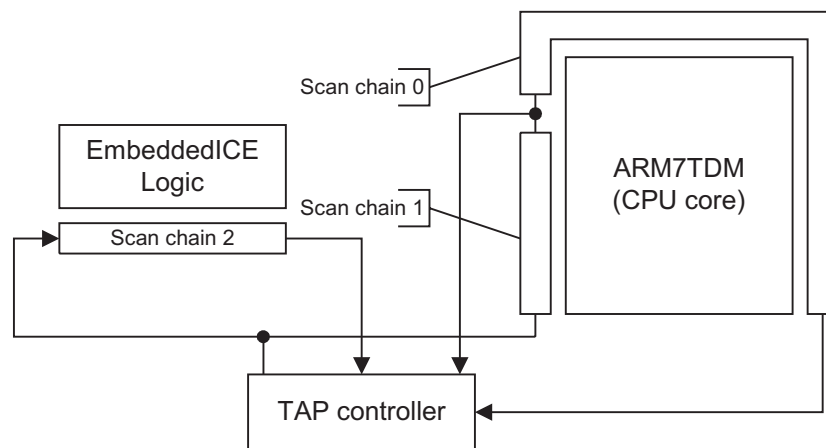 Scan chain 0
EmbeddedICE
Logic
ARM7TDM
(CPU core)
Scan chain 1
Scan chain 2
TAP controller